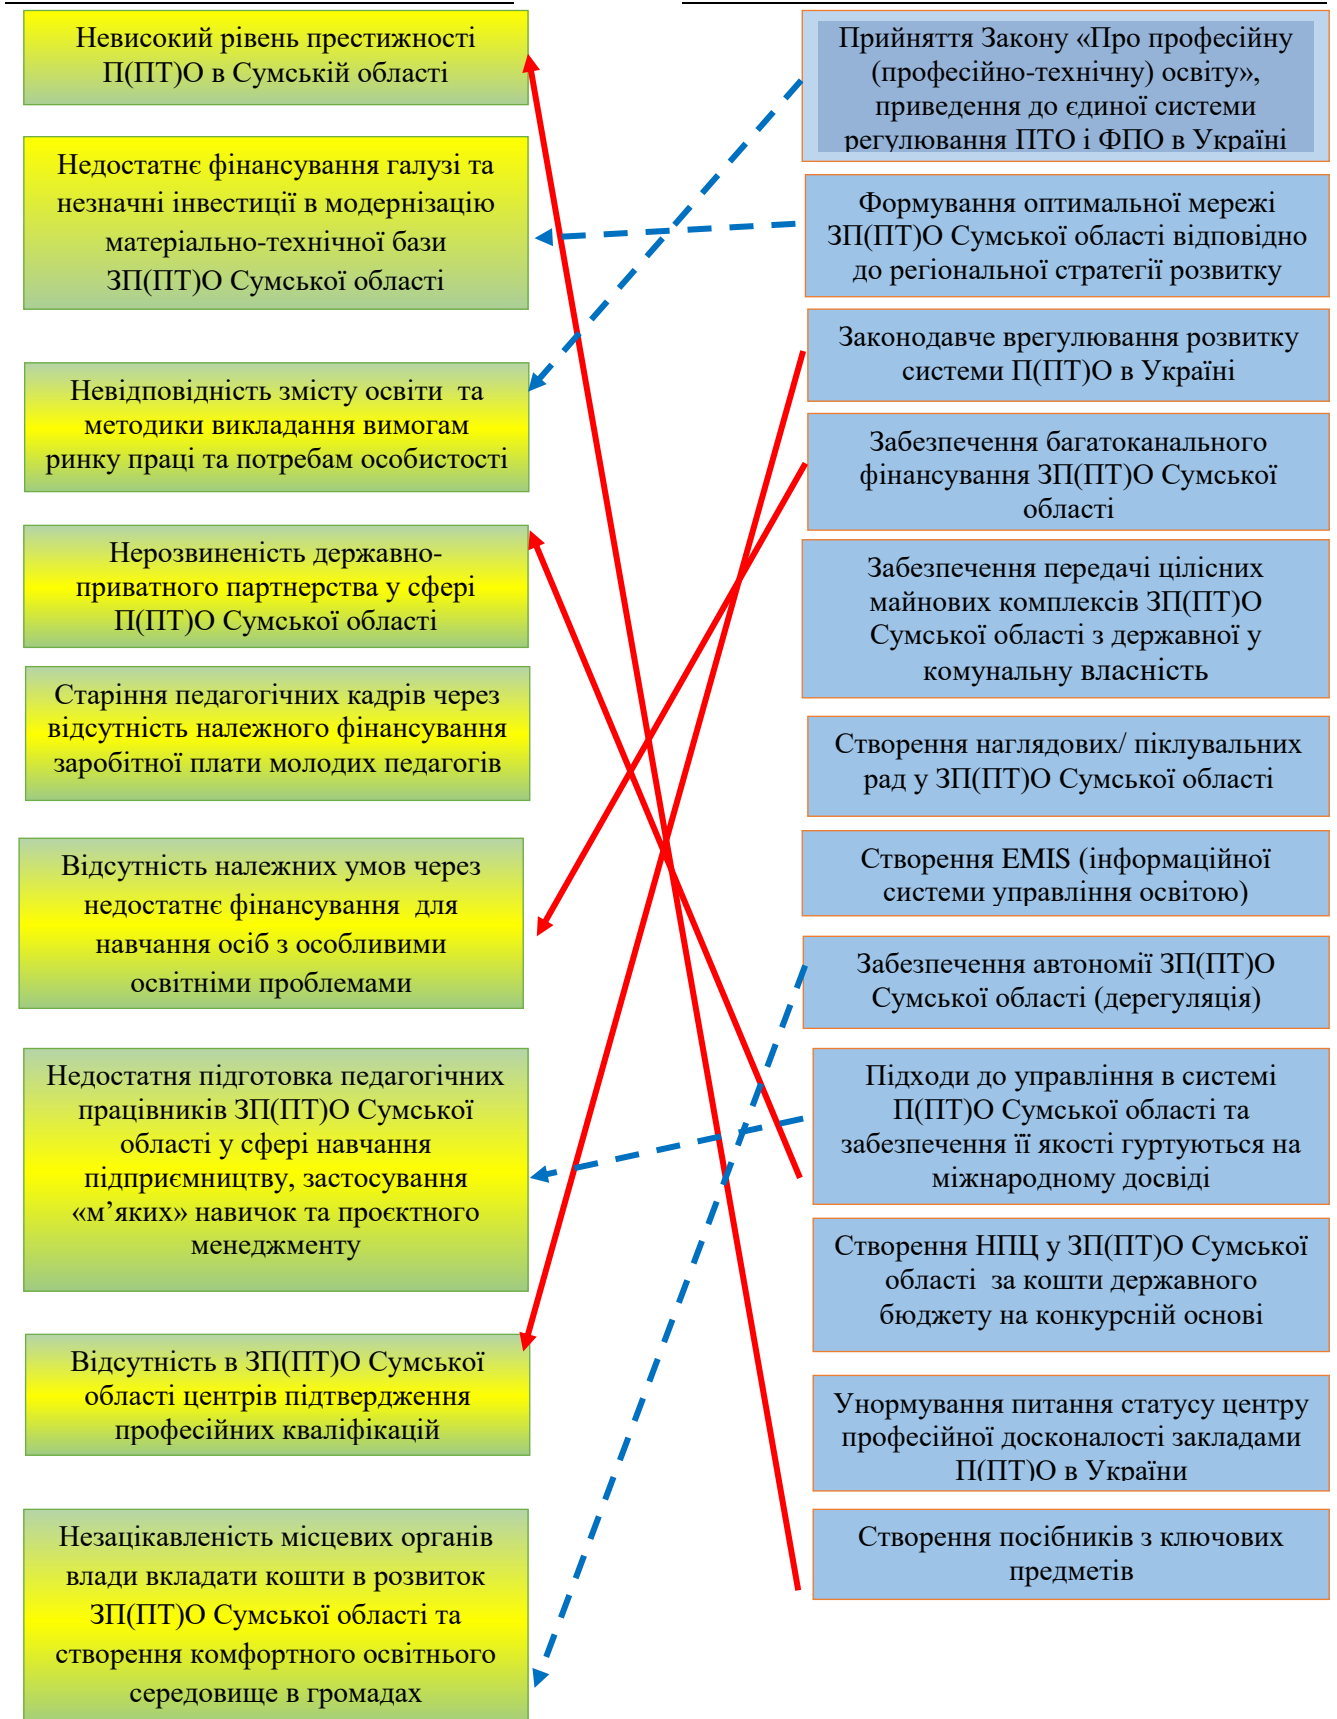 Невисокий рівень престижності
П(ПТ)О в Сумській області
Недостатнє фінансування галузі та
незначні інвестиції в модернізацію
матеріально-технічної бази
ЗП(ПТ)О Сумської області
Невідповідність змісту освіти та
методики викладання вимогам
ринку праці та потребам особистості
Нерозвиненість державно-
приватного партнерства у сфері
П(ПТ)О Сумської області
Старіння педагогічних кадрів через
відсутність належного фінансування
заробітної плати молодих педагогів
Відсутність належних умов через
недостатнє фінансування для
навчання осіб з особливими
освітніми проблемами
Недостатня підготовка педагогічних
працівників ЗП(ПТ)О Сумської
області у сфері навчання
підприємництву, застосування
«м’яких» навичок та проєктного
менеджменту
Відсутність в ЗП(ПТ)О Сумської
області центрів підтвердження
професійних кваліфікацій
Незацікавленість місцевих органів
влади вкладати кошти в розвиток
ЗП(ПТ)О Сумської області та
створення комфортного освітнього
середовище в громадах
Прийняття Закону «Про професійну
(професійно-технічну) освіту»,
приведення до єдиної системи
регулювання ПТО і ФПО в Україні
Формування оптимальної мережі
ЗП(ПТ)О Сумської області відповідно
до регіональної стратегії розвитку
Законодавче врегулювання розвитку
системи П(ПТ)О в Україні
Забезпечення багатоканального
фінансування ЗП(ПТ)О Сумської
області
Забезпечення передачі цілісних
майнових комплексів ЗП(ПТ)О
Сумської області з державної у
комунальну власність
Створення наглядових/ піклувальних
рад у ЗП(ПТ)О Сумської області
Створення EMIS (інформаційної
системи управління освітою)
Забезпечення автономії ЗП(ПТ)О
Сумської області (дерегуляція)
Підходи до управління в системі
П(ПТ)О Сумської області та
забезпечення її якості гуртуються на
міжнародному досвіді
Створення НПЦ у ЗП(ПТ)О Сумської
області за кошти державного
бюджету на конкурсній основі
Унормування питання статусу центру
професійної досконалості закладами
П(ПТ)О в України
Створення посібників з ключових
предметів